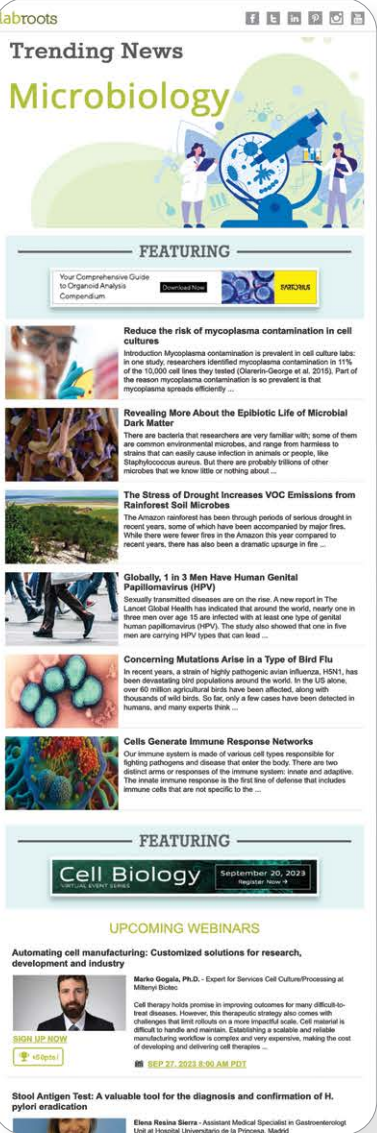 labroots
Trending News
Microbiology
FEATURING
Your Comprehensive Guide
to Organoid Analysis
Compendium
Download Now
SARTORIUS
Reduce the risk of mycoplasma contamination in cell
cultures
Introduction Mycoplasma contamination is prevalent in cell culture labs:
in one study, researchers identified mycoplasma contamination in 11%
of the 10,000 cell lines they tested (Olarerin-George et al. 2015). Part of
the reason mycoplasma contamination is so prevalent is that
mycoplasma spreads efficiently ...
Revealing More About the Epibiotic Life of Microbial
Dark Matter
There are bacteria that researchers are very familiar with; some of them
are common environmental microbes, and range from harmless to
strains that can easily cause infection in animals or people, like
Staphylococcus aureus. But there are probably trillions of other
microbes that we know little or nothing about ...
The Stress of Drought Increases VOC Emissions from
Rainforest Soil Microbes
The Amazon rainforest has been through periods of serious drought in
recent years, some of which have been accompanied by major fires.
While there were fewer fires in the Amazon this year compared to
recent years, there has also been a dramatic upsurge in fire ...
Globally, 1 in 3 Men Have Human Genital
Papillomavirus (HPV)
Sexually transmitted diseases are on the rise. A new report in The
Lancet Global Health has indicated that around the world, nearly one in
three men over age 15 are infected with at least one type of genital
human papillomavirus (HPV). The study also showed that one in five
men are carrying HPV types that can lead ...
Concerning Mutations Arise in a Type of Bird Flu
In recent years, a strain of highly pathogenic avian influenza, H5N1, has
been devastating bird populations around the world. In the US alone,
over 60 million agricultural birds have been affected, along with
thousands of wild birds. So far, only a few cases have been detected in
humans, and many experts think ...
Cells Generate Immune Response Networks
Our immune system is made of various cell types responsible for
fighting pathogens and disease that enter the body. There are two
distinct arms or responses of the immune system: innate and adaptive.
The innate immune response is the first line of defense that includes
immune cells that are not specific to the ...
FEATURING
Cell Biology
VIRTUAL EVENT SERIES
September 20, 2023
Register Now →
UPCOMING WEBINARS
Automating cell manufacturing: Customized solutions for research,
development and industry
Marko Gogala, Ph.D. - Expert for Services Cell Culture/Processing at
Miltenyi Biotec
Cell therapy holds promise in improving outcomes for many difficult-to-
treat diseases. However, this therapeutic strategy also comes with
challenges that limit rollouts on a more impactful scale. Cell material is
difficult to handle and maintain. Establishing a scalable and reliable
manufacturing workflow is complex and very expensive, making the cost
of developing and delivering cell therapies ...
SIGN UP NOW
+50pts!
SEP 27, 2023 8:00 AM PDT
Stool Antigen Test: A valuable tool for the diagnosis and confirmation of H.
pylori eradication
Elena Resina Sierra - Assistant Medical Specialist in Gastroenterologt
Unit at Hospital Universitario de la Princesa, Madrid